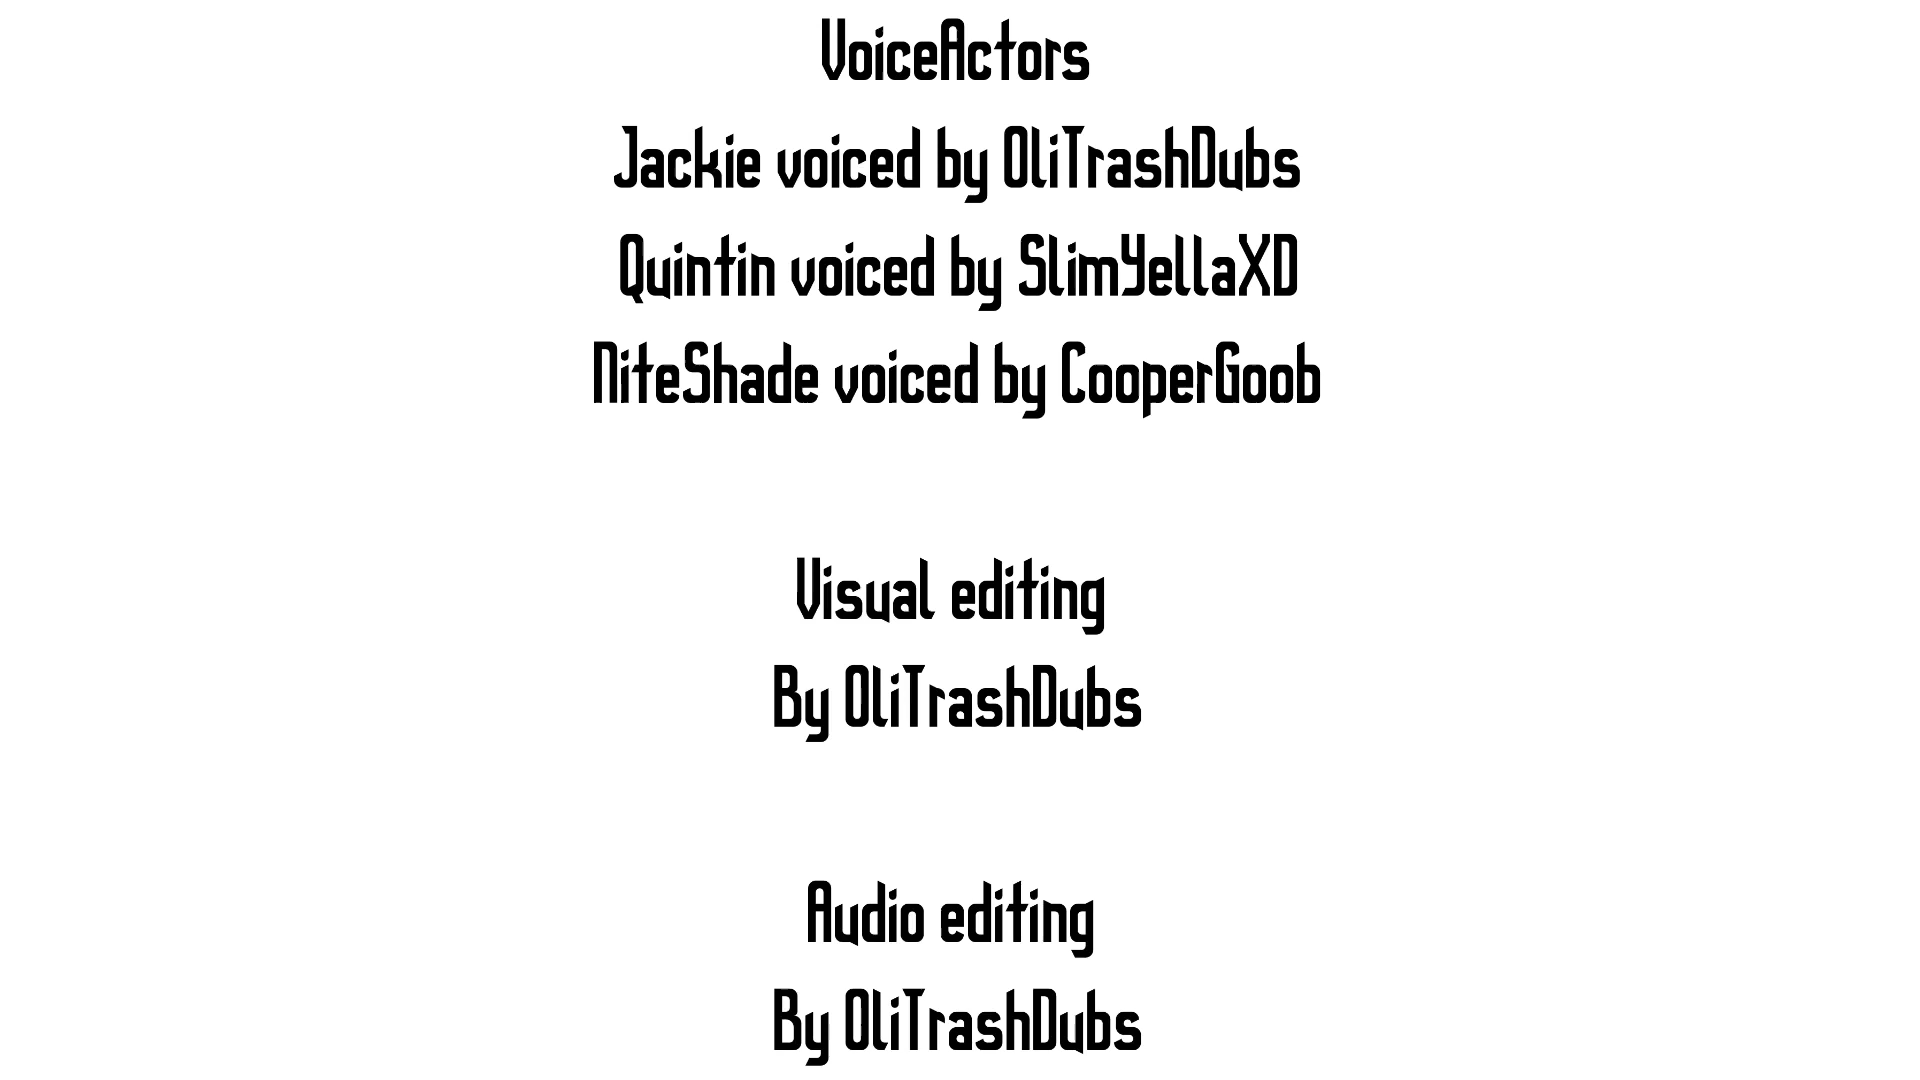 VoiceActors
Jackie voiced by OliTrashDubs
Quintin voiced by SlimYellaXD
NiteShade voiced by CooperGoob
Visual editing
By OliTrashDubs
Audio editing
By OliTrashDubs